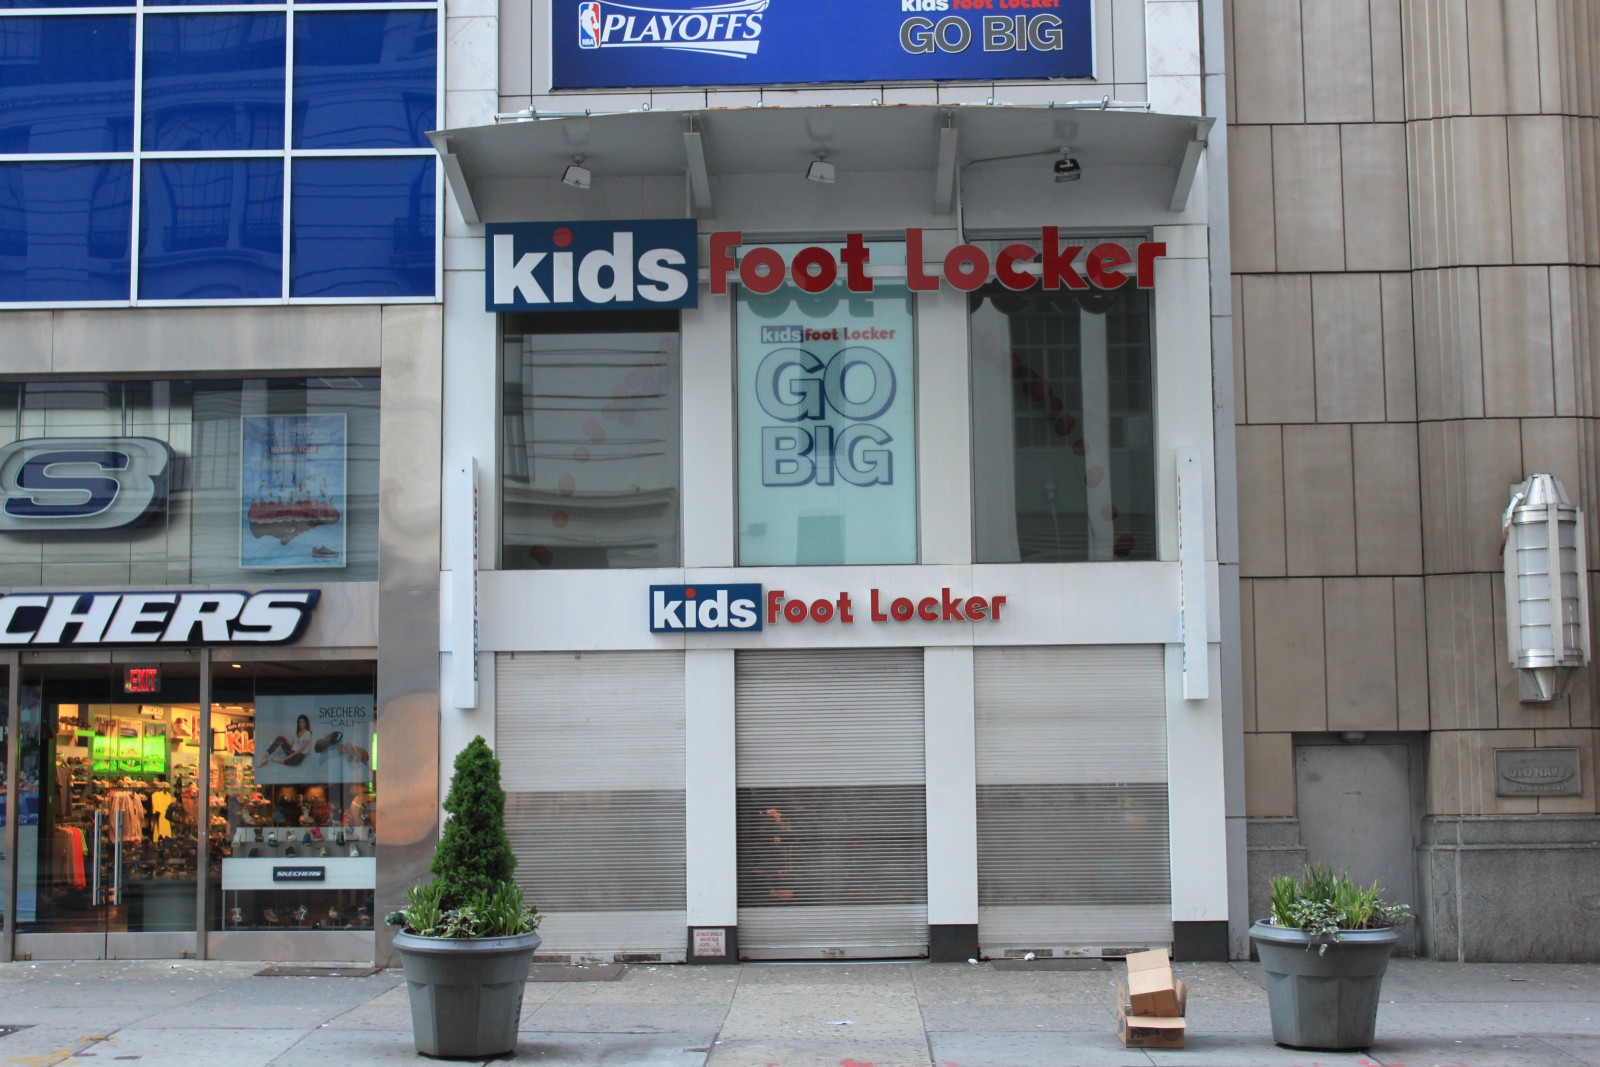 NBA
PLAYOFFS
kids Foot Locker
GO BIG
kids Foot Locker
kids Foot Locker
GO
BIG
kids Foot Locker
S
CHERS
EXIT
SKECHERS
CALI
SKECHERS
OLD NAVY